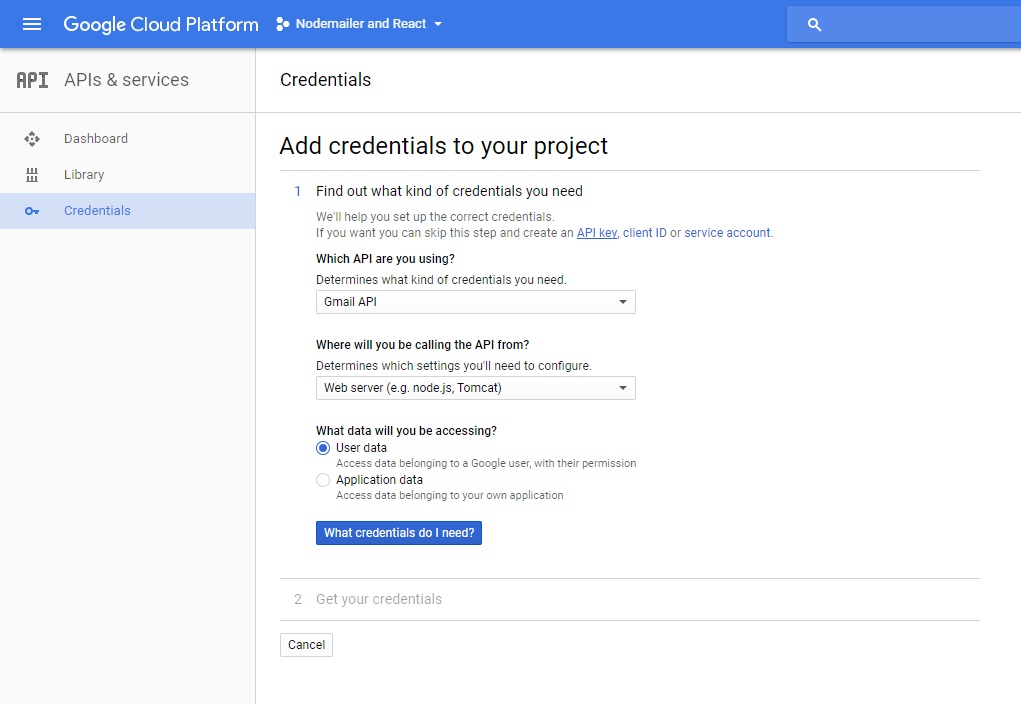 Google Cloud Platform
Nodemailer and React
API APIs & services
Credentials
Dashboard
Library
Credentials
Add credentials to your project
1 Find out what kind of credentials you need
We'll help you set up the correct credentials.
If you want you can skip this step and create an API key, client ID or service account.
Which API are you using?
Determines what kind of credentials you need.
Gmail API
Where will you be calling the API from?
Determines which settings you'll need to configure.
Web server (e.g. node.js, Tomcat)
What data will you be accessing?
User data
Access data belonging to a Google user, with their permission
Application data
Access data belonging to your own application
What credentials do I need?
2 Get your credentials
Cancel